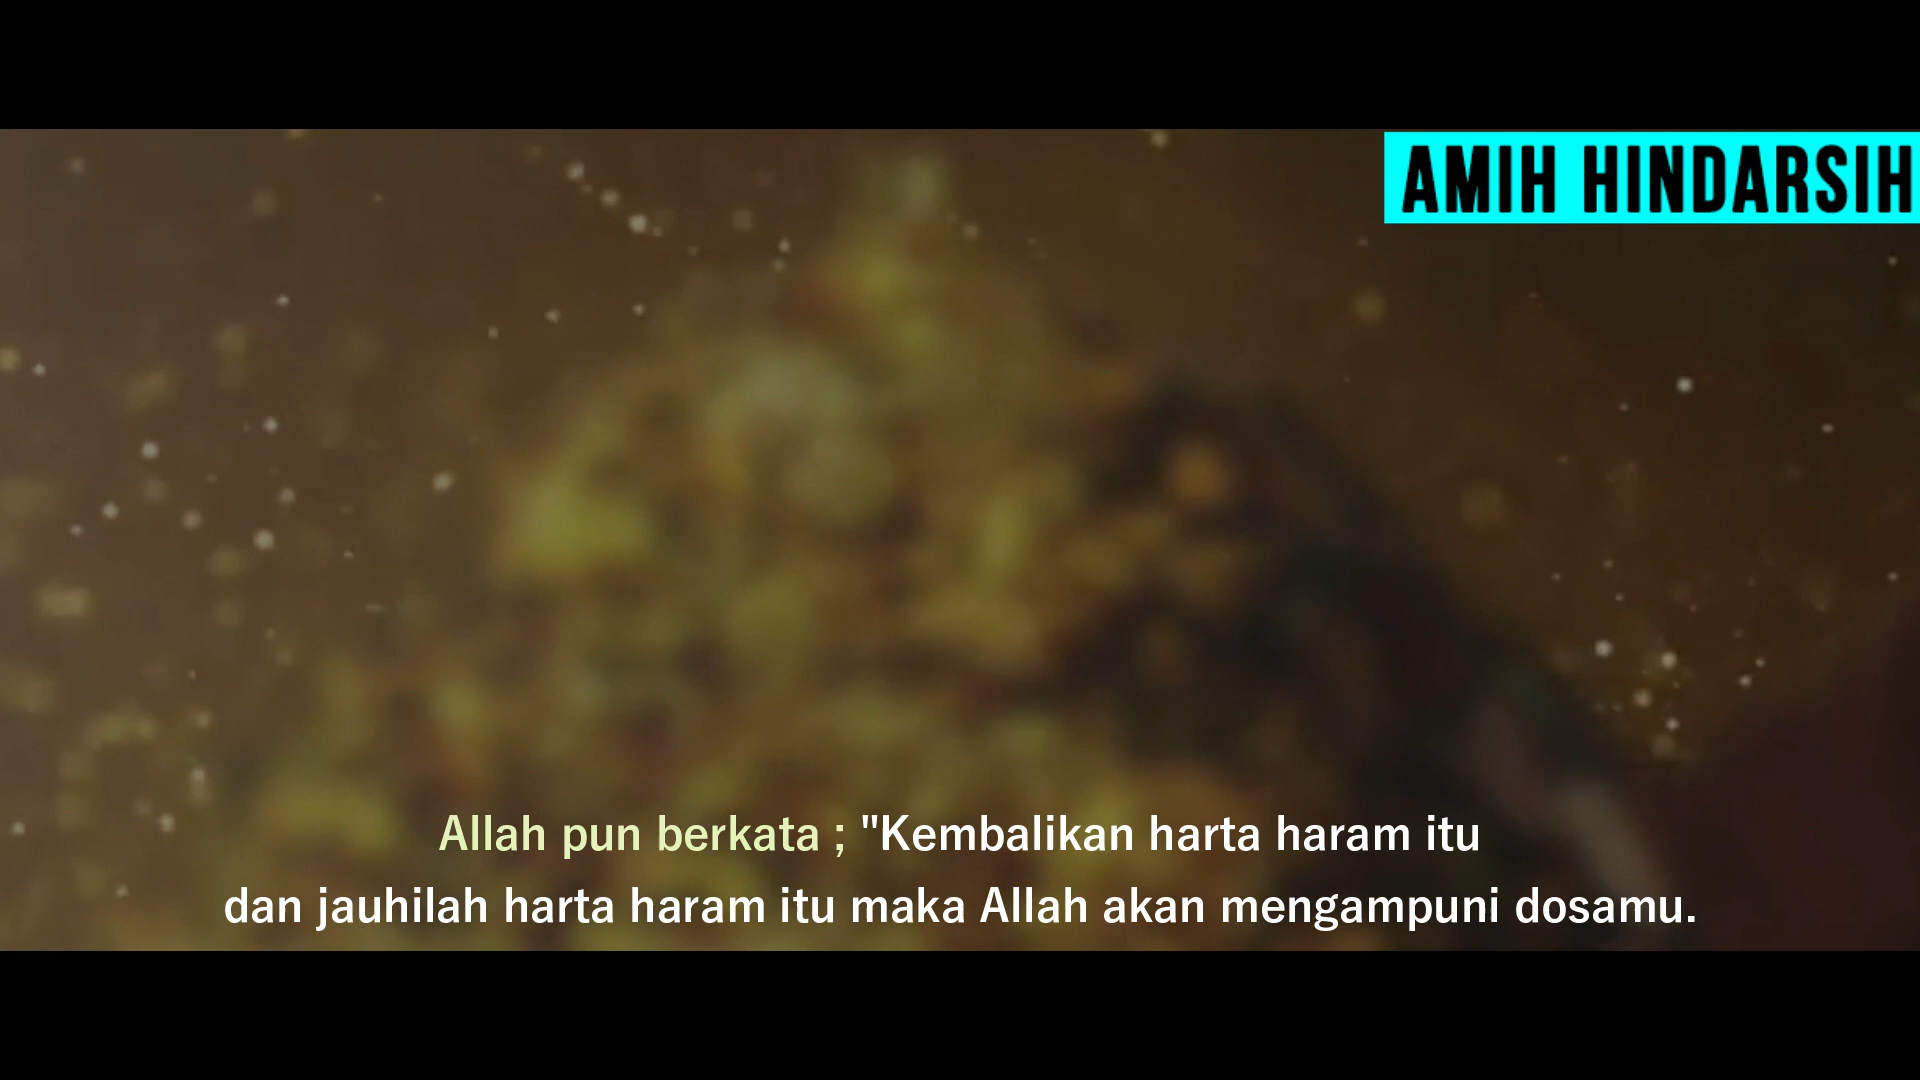 AMIH HINDARSIH
Allah pun berkata ; "Kembalikan harta haram itu
dan jauhilah harta haram itu maka Allah akan mengampuni dosamu.